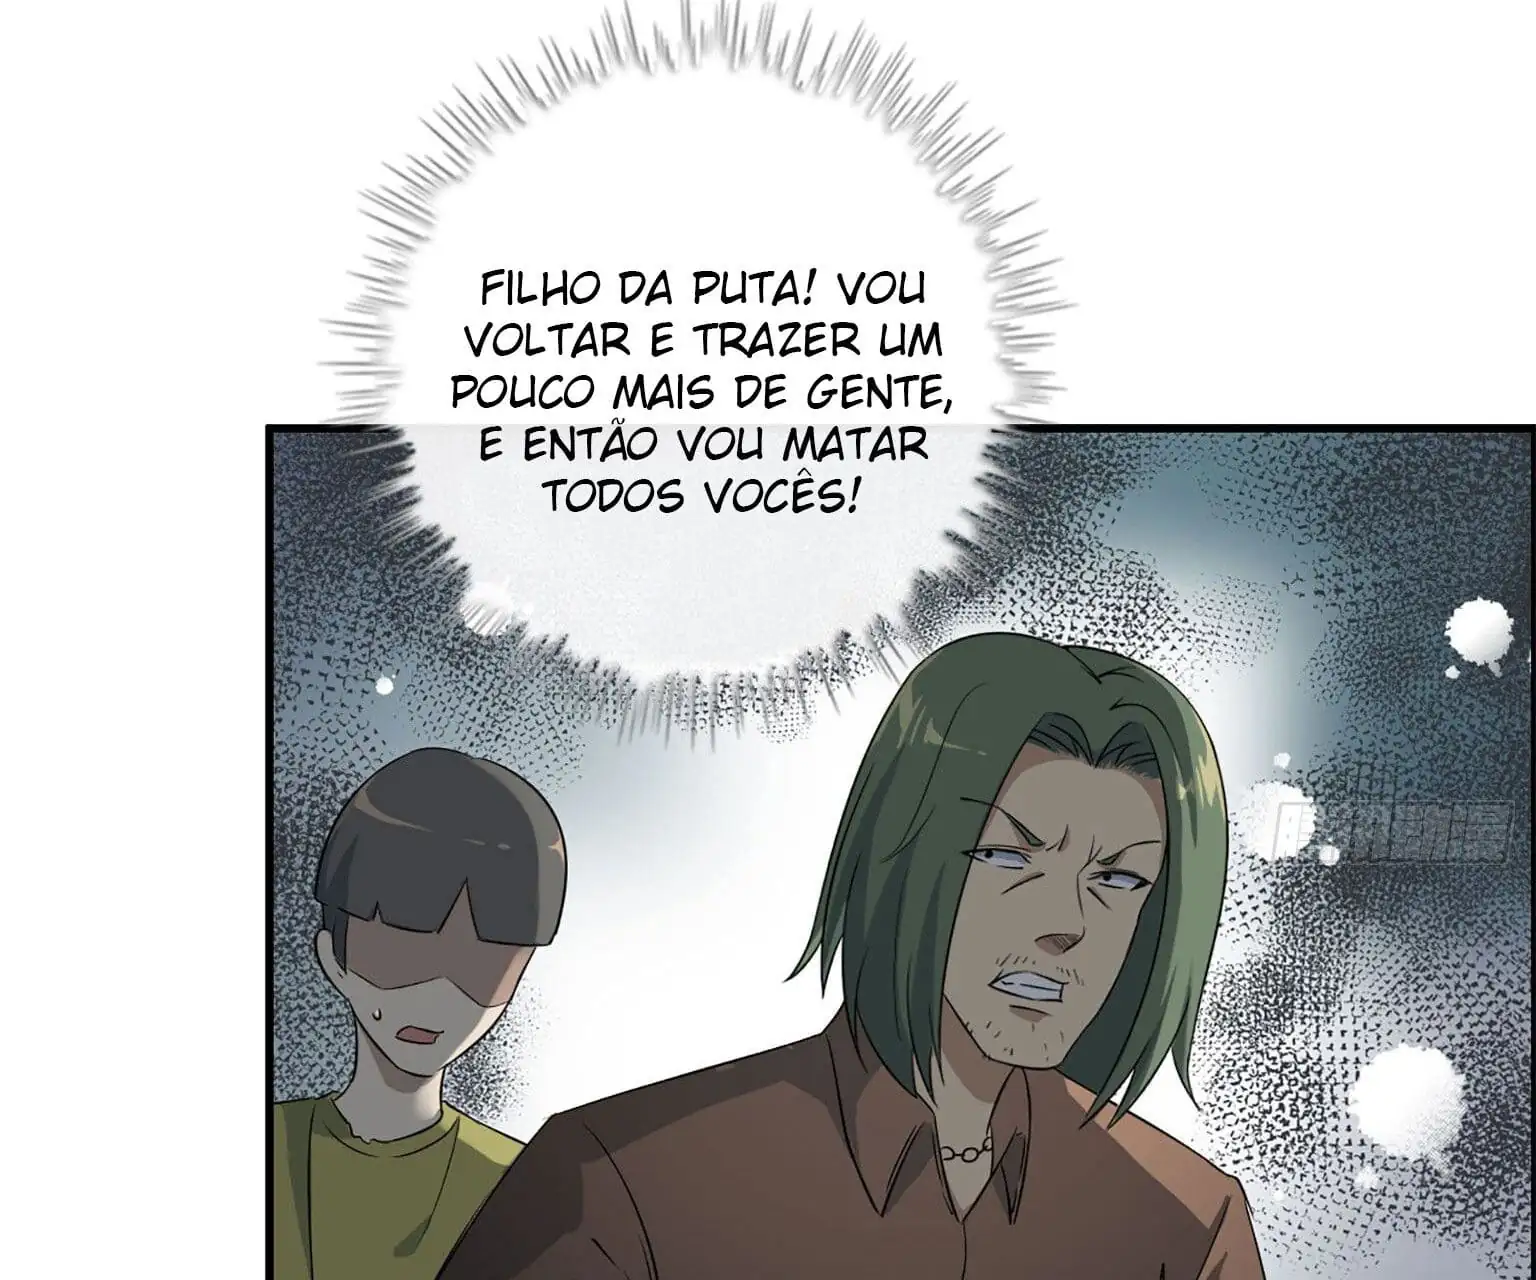 FILHO DA PUTA! VOU
VOLTAR E TRAZER UM
POUCO MAIS DE GENTE,
E ENTÃO VOU MATAR
TODOS VOCÊS!